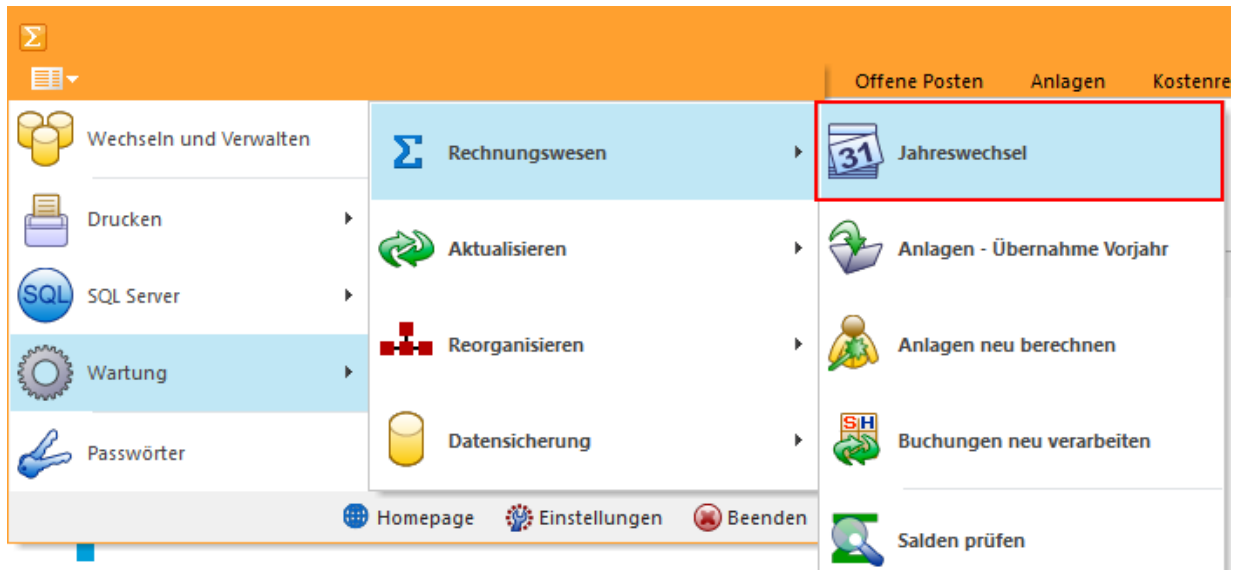 Offene Posten Anlagen Kostenre
Wechseln und Verwalten
Drucken
SQL SQL Server
Wartung
Passwörter
Σ Rechnungswesen
Aktualisieren
Reorganisieren
Datensicherung
31 Jahreswechsel
Anlagen - Übernahme Vorjahr
Anlagen neu berechnen
S H Buchungen neu verarbeiten
Salden prüfen
Homepage Einstellungen Beenden